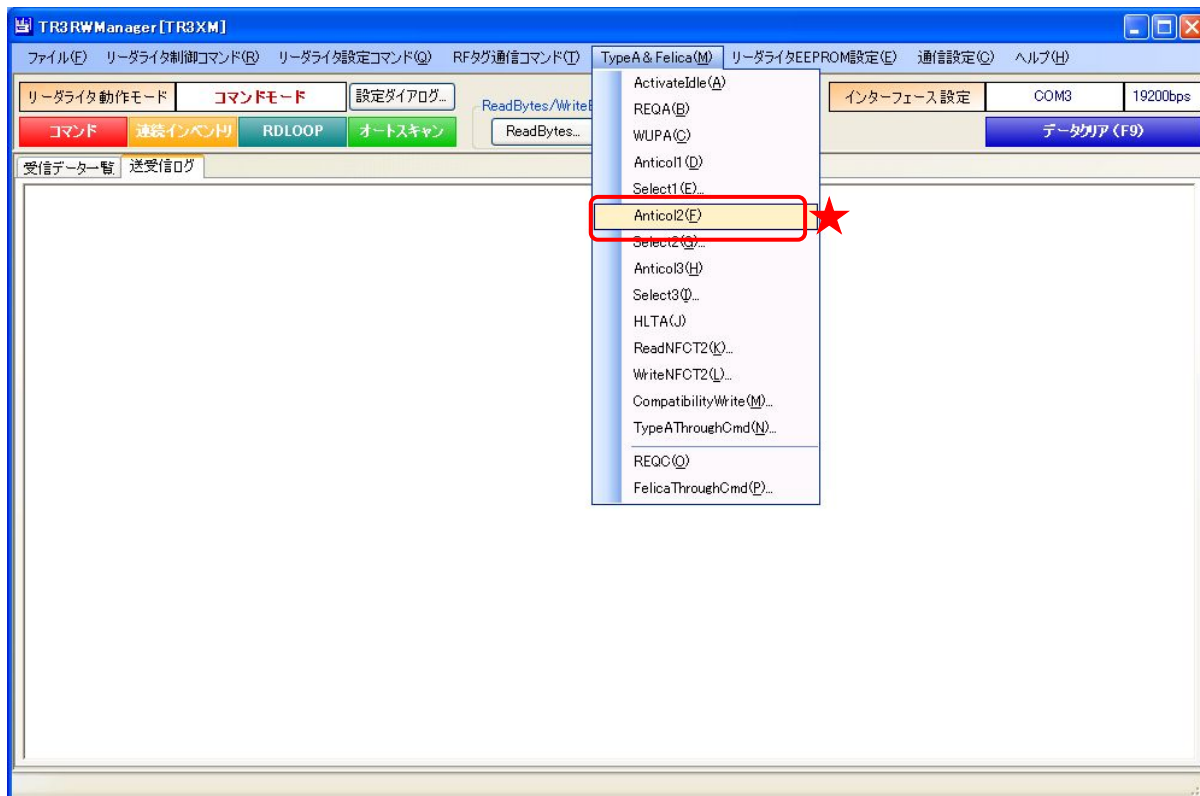 TR3RWManager[TR3XM]
ファイル(F) リーダライタ制御コマンド(R) リーダライタ設定コマンド(Q) RFタグ通信コマンド(T) TypeA&Felica(M) リーダライタEEPROM設定(E) 通信設定(C) ヘルプ(H)
リーダライタ動作モード コマンドモード 設定ダイアログ... ReadBytes/WriteB インターフェース設定 COM3 19200bps
コマンド 連続インベントリ RDLOOP オートスキャン ReadBytes... データクリア(F9)
受信データ一覧 送受信ログ
ActivateIdle(A)
REQA(B)
WUPA(C)
Anticol1(D)
Select1(E)...
Anticol2(F)
Select2(G)...
Anticol3(H)
Select3(I)...
HLTA(J)
ReadNFCT2(K)...
WriteNFCT2(L)...
CompatibilityWrite(M)...
TypeAThroughCmd(N)...
REQC(O)
FelicaThroughCmd(P)...